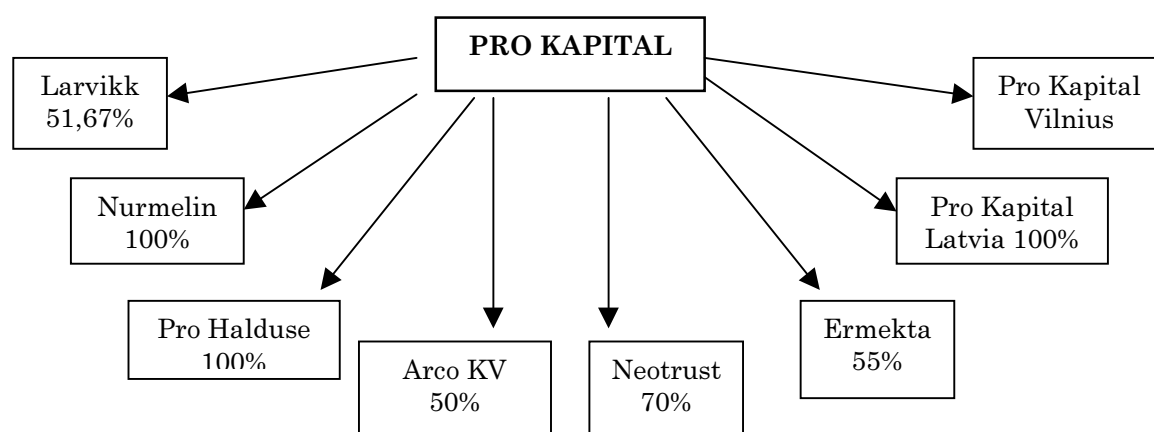 PRO KAPITAL
Larvikk
51,67%
Pro Kapital
Vilnius
Nurmelin
100%
Pro Kapital
Latvia 100%
Pro Halduse
100%
Ermekta
55%
Arco KV
50%
Neotrust
70%